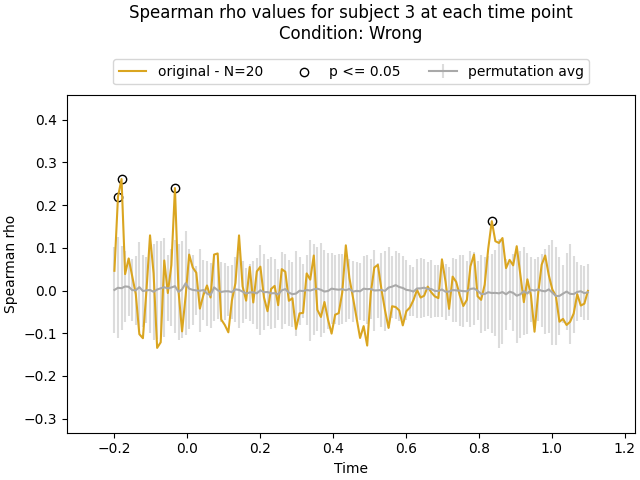 Spearman rho values for subject 3 at each time point
Condition: Wrong
original - N=20
p <= 0.05
permutation avg
Spearman rho
0.4
0.3
0.2
0.1
0.0
−0.1
−0.2
−0.3
−0.2
0.0
0.2
0.4
0.6
0.8
1.0
1.2
Time